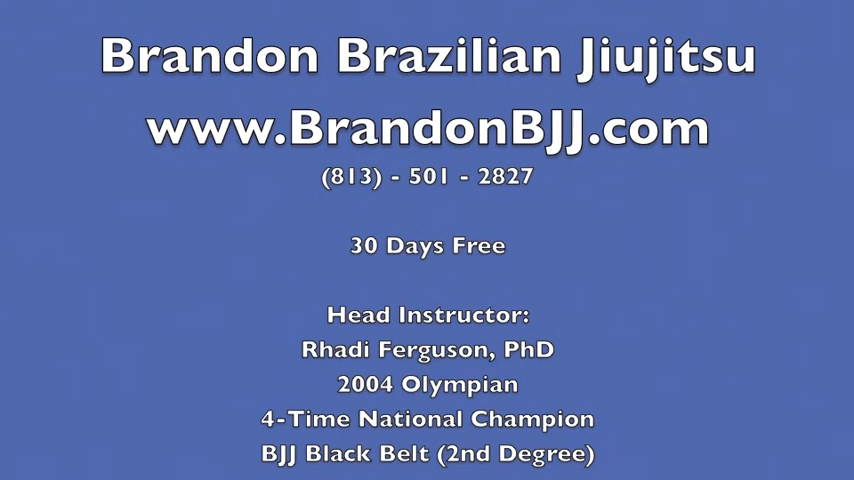 Brandon Brazilian Jiujitsu
www.BrandonBJJ.com
(813) - 501 - 2827
30 Days Free
Head Instructor:
Rhadi Ferguson, PhD
2004 Olympian
4-Time National Champion
BJJ Black Belt (2nd Degree)